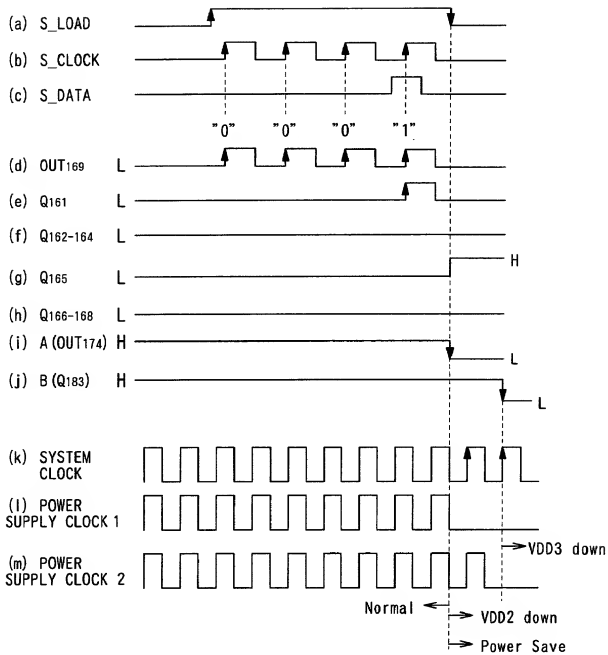 (a) S_LOAD
(b) S_CLOCK
(c) S_DATA
"0" "0" "0" "1"
(d) OUT169 L
(e) Q161 L
(f) Q162-164 L
(g) Q165 L H
(h) Q166-168 L
(i) A(OUT174) H L
(j) B(Q183) H L
(k) SYSTEM
CLOCK
(l) POWER
SUPPLY CLOCK 1
(m) POWER
SUPPLY CLOCK 2
VDD3 down
Normal
VDD2 down
Power Save